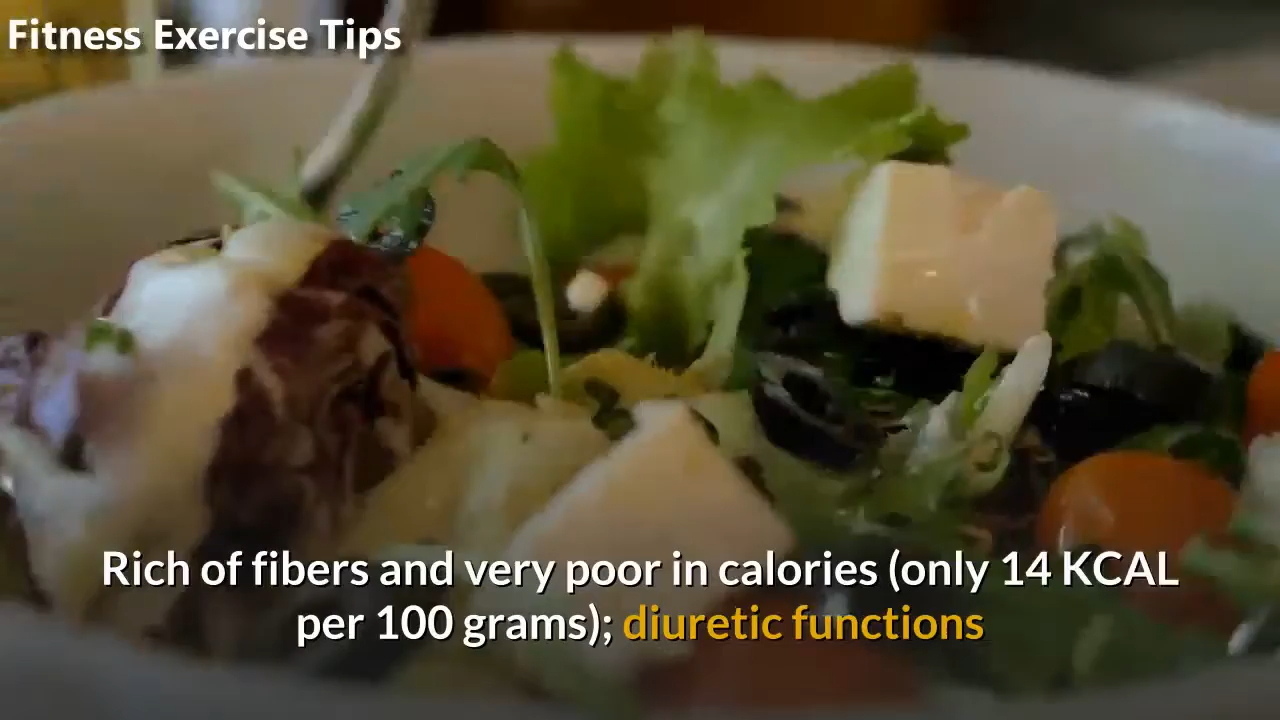 Fitness Exercise Tips
Rich of fibers and very poor in calories (only 14 KCAL
per 100 grams); diuretic functions